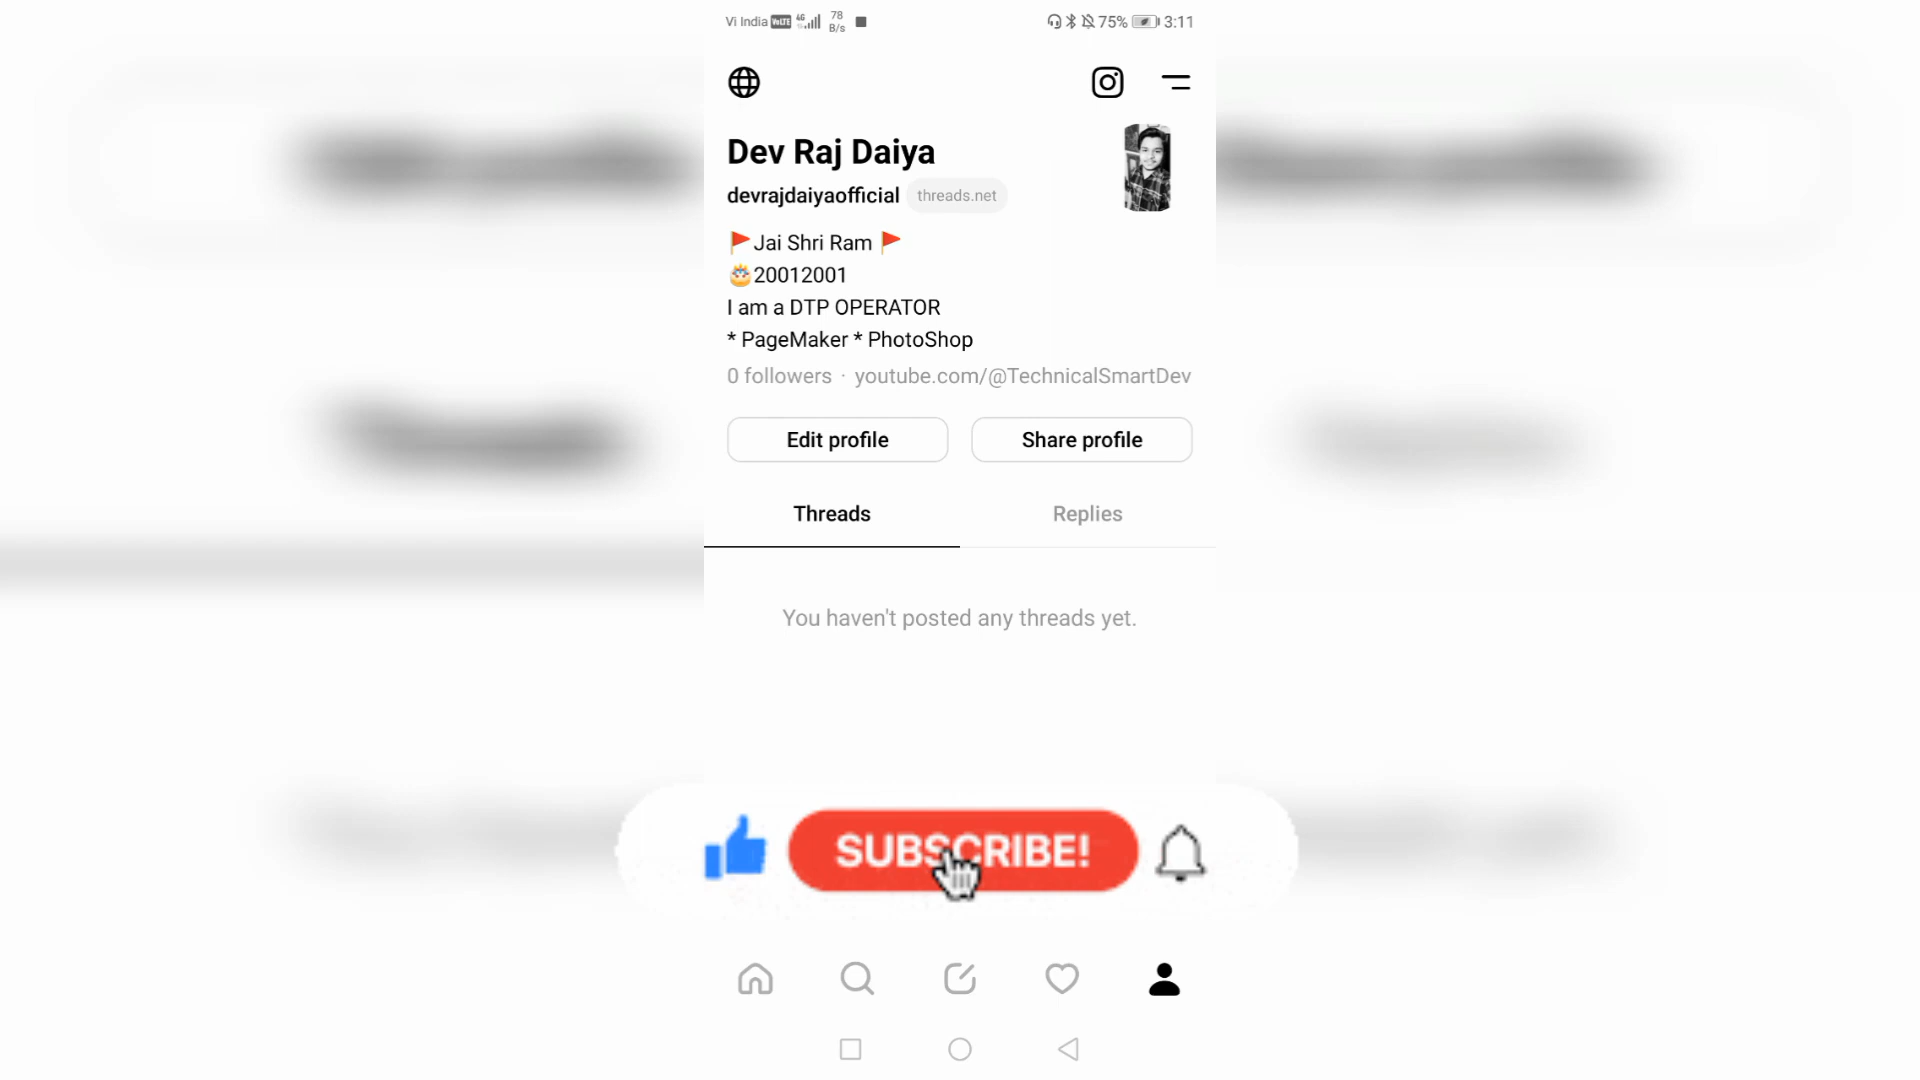 Vi India VoLTE 4G 78 B/s 75% 3:11
Dev Raj Daiya
devrajdaiyaofficial threads.net
🚩Jai Shri Ram 🚩
🎂20012001
I am a DTP OPERATOR
* PageMaker * PhotoShop
0 followers · youtube.com/@TechnicalSmartDev
Edit profile Share profile
Threads Replies
You haven't posted any threads yet.
SUBSCRIBE!